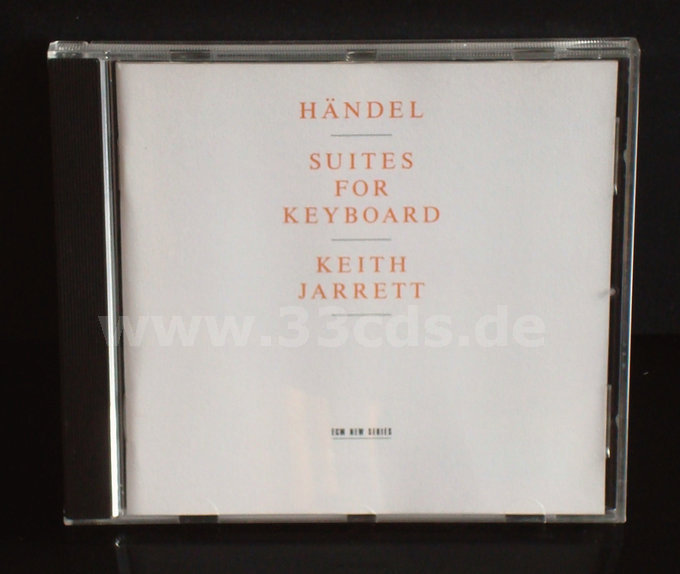 HÄNDEL
SUITES
FOR
KEYBOARD
KEITH
JARRETT
www.33cds.de
ECM NEW SERIES